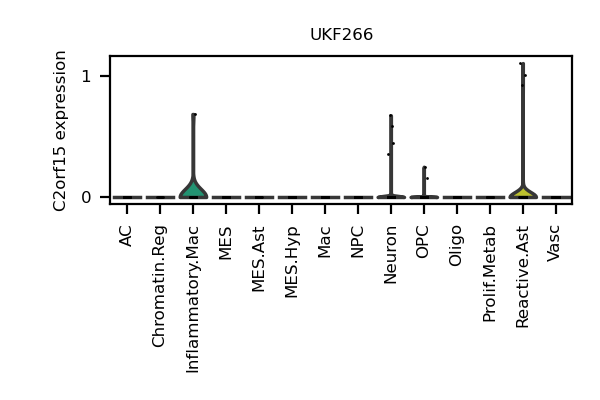 UKF266
C2orf15 expression
1
0
AC
Chromatin.Reg
Inflammatory.Mac
MES
MES.Ast
MES.Hyp
Mac
NPC
Neuron
OPC
Oligo
Prolif.Metab
Reactive.Ast
Vasc